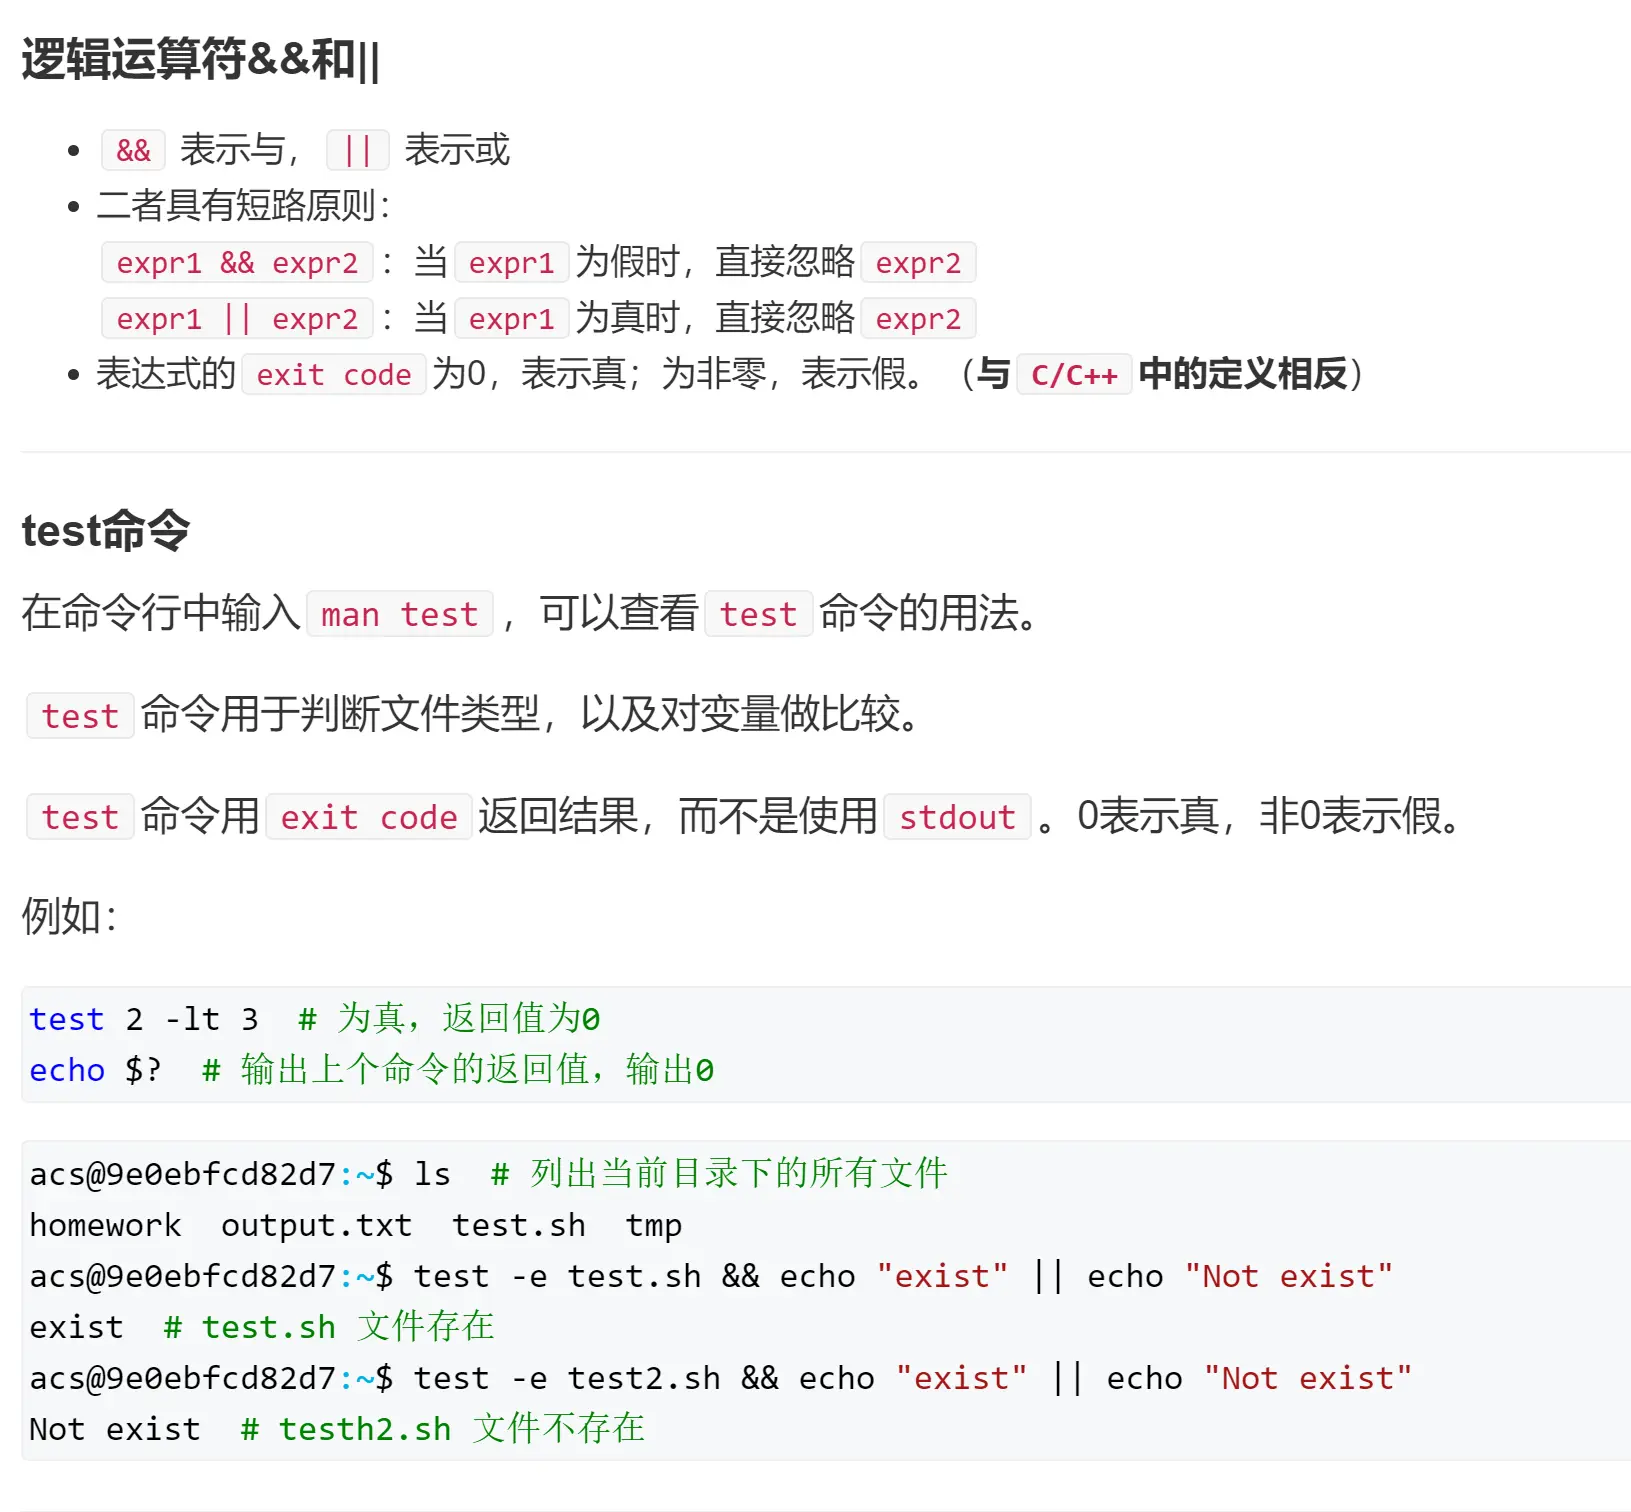 逻辑运算符&&和||
• && 表示与， || 表示或
• 二者具有短路原则：
expr1 && expr2 ：当 expr1 为假时，直接忽略 expr2
expr1 || expr2 ：当 expr1 为真时，直接忽略 expr2
• 表达式的 exit code 为0，表示真；为非零，表示假。（与 C/C++ 中的定义相反）
test命令
在命令行中输入 man test ，可以查看 test 命令的用法。
test 命令用于判断文件类型，以及对变量做比较。
test 命令用 exit code 返回结果，而不是使用 stdout 。0表示真，非0表示假。
例如：
test 2 -lt 3  # 为真，返回值为0
echo $?  # 输出上个命令的返回值，输出0
acs@9e0ebfcd82d7:~$ ls  # 列出当前目录下的所有文件
homework  output.txt  test.sh  tmp
acs@9e0ebfcd82d7:~$ test -e test.sh && echo "exist" || echo "Not exist"
exist  # test.sh 文件存在
acs@9e0ebfcd82d7:~$ test -e test2.sh && echo "exist" || echo "Not exist"
Not exist  # testh2.sh 文件不存在